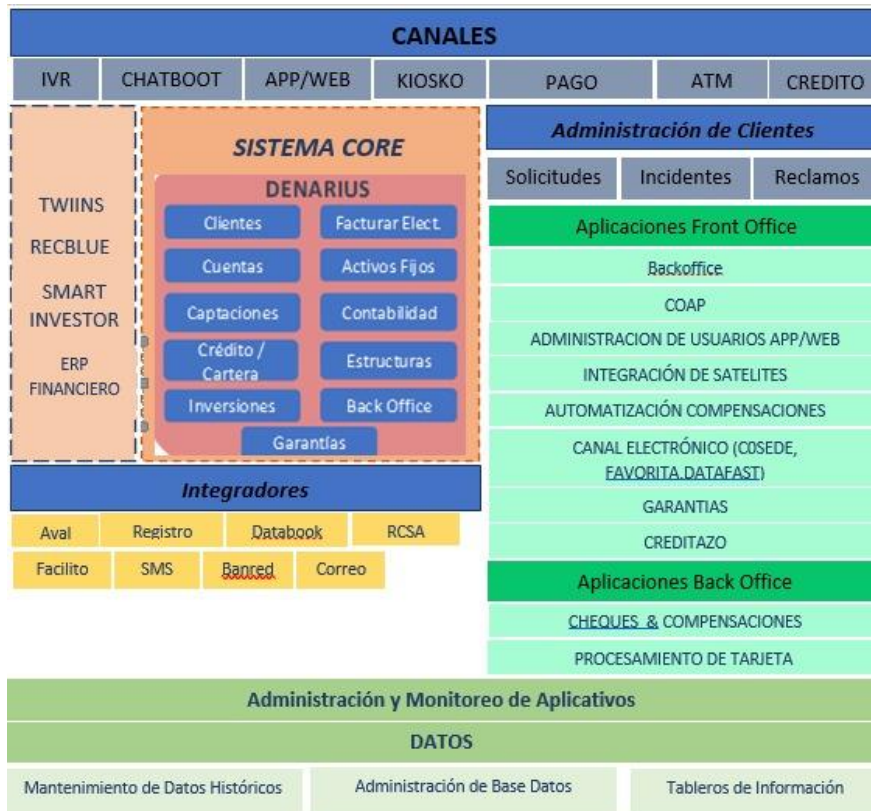 CANALES
IVR
CHATBOOT
APP/WEB
KIOSKO
PAGO
ATM
CREDITO
TWIINS
RECBLUE
SMART
INVESTOR
ERP
FINANCIERO
SISTEMA CORE
DENARIUS
Clientes
Facturar Elect.
Cuentas
Activos Fijos
Captaciones
Contabilidad
Crédito /
Cartera
Estructuras
Inversiones
Back Office
Garantías
Integradores
Aval
Registro
Databook
RCSA
Facilito
SMS
Banred
Correo
Administración de Clientes
Solicitudes
Incidentes
Reclamos
Aplicaciones Front Office
Backoffice
COAP
ADMINISTRACION DE USUARIOS APP/WEB
INTEGRACIÓN DE SATELITES
AUTOMATIZACIÓN COMPENSACIONES
CANAL ELECTRÓNICO (COSEDE,
FAVORITA.DATAFAST)
GARANTIAS
CREDITAZO
Aplicaciones Back Office
CHEQUES & COMPENSACIONES
PROCESAMIENTO DE TARJETA
Administración y Monitoreo de Aplicativos
DATOS
Mantenimiento de Datos Históricos
Administración de Base Datos
Tableros de Información